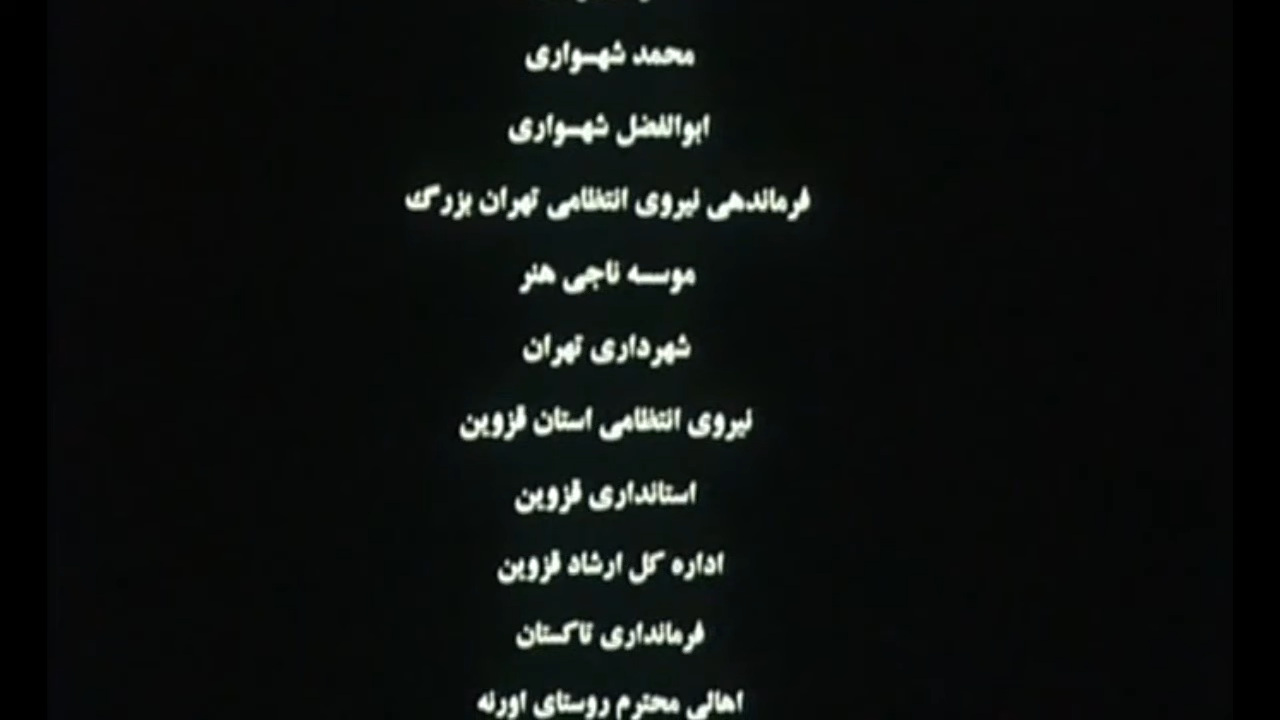 محمد شهسواری
ابوالفضل شهسواری
فرماندهی نیروی انتظامی تهران بزرگ
موسسه ناجی هنر
شهرداری تهران
نیروی انتظامی استان قزوین
استانداری قزوین
اداره کل ارشاد قزوین
فرمانداری تاکستان
اهالی محترم روستای اورنه